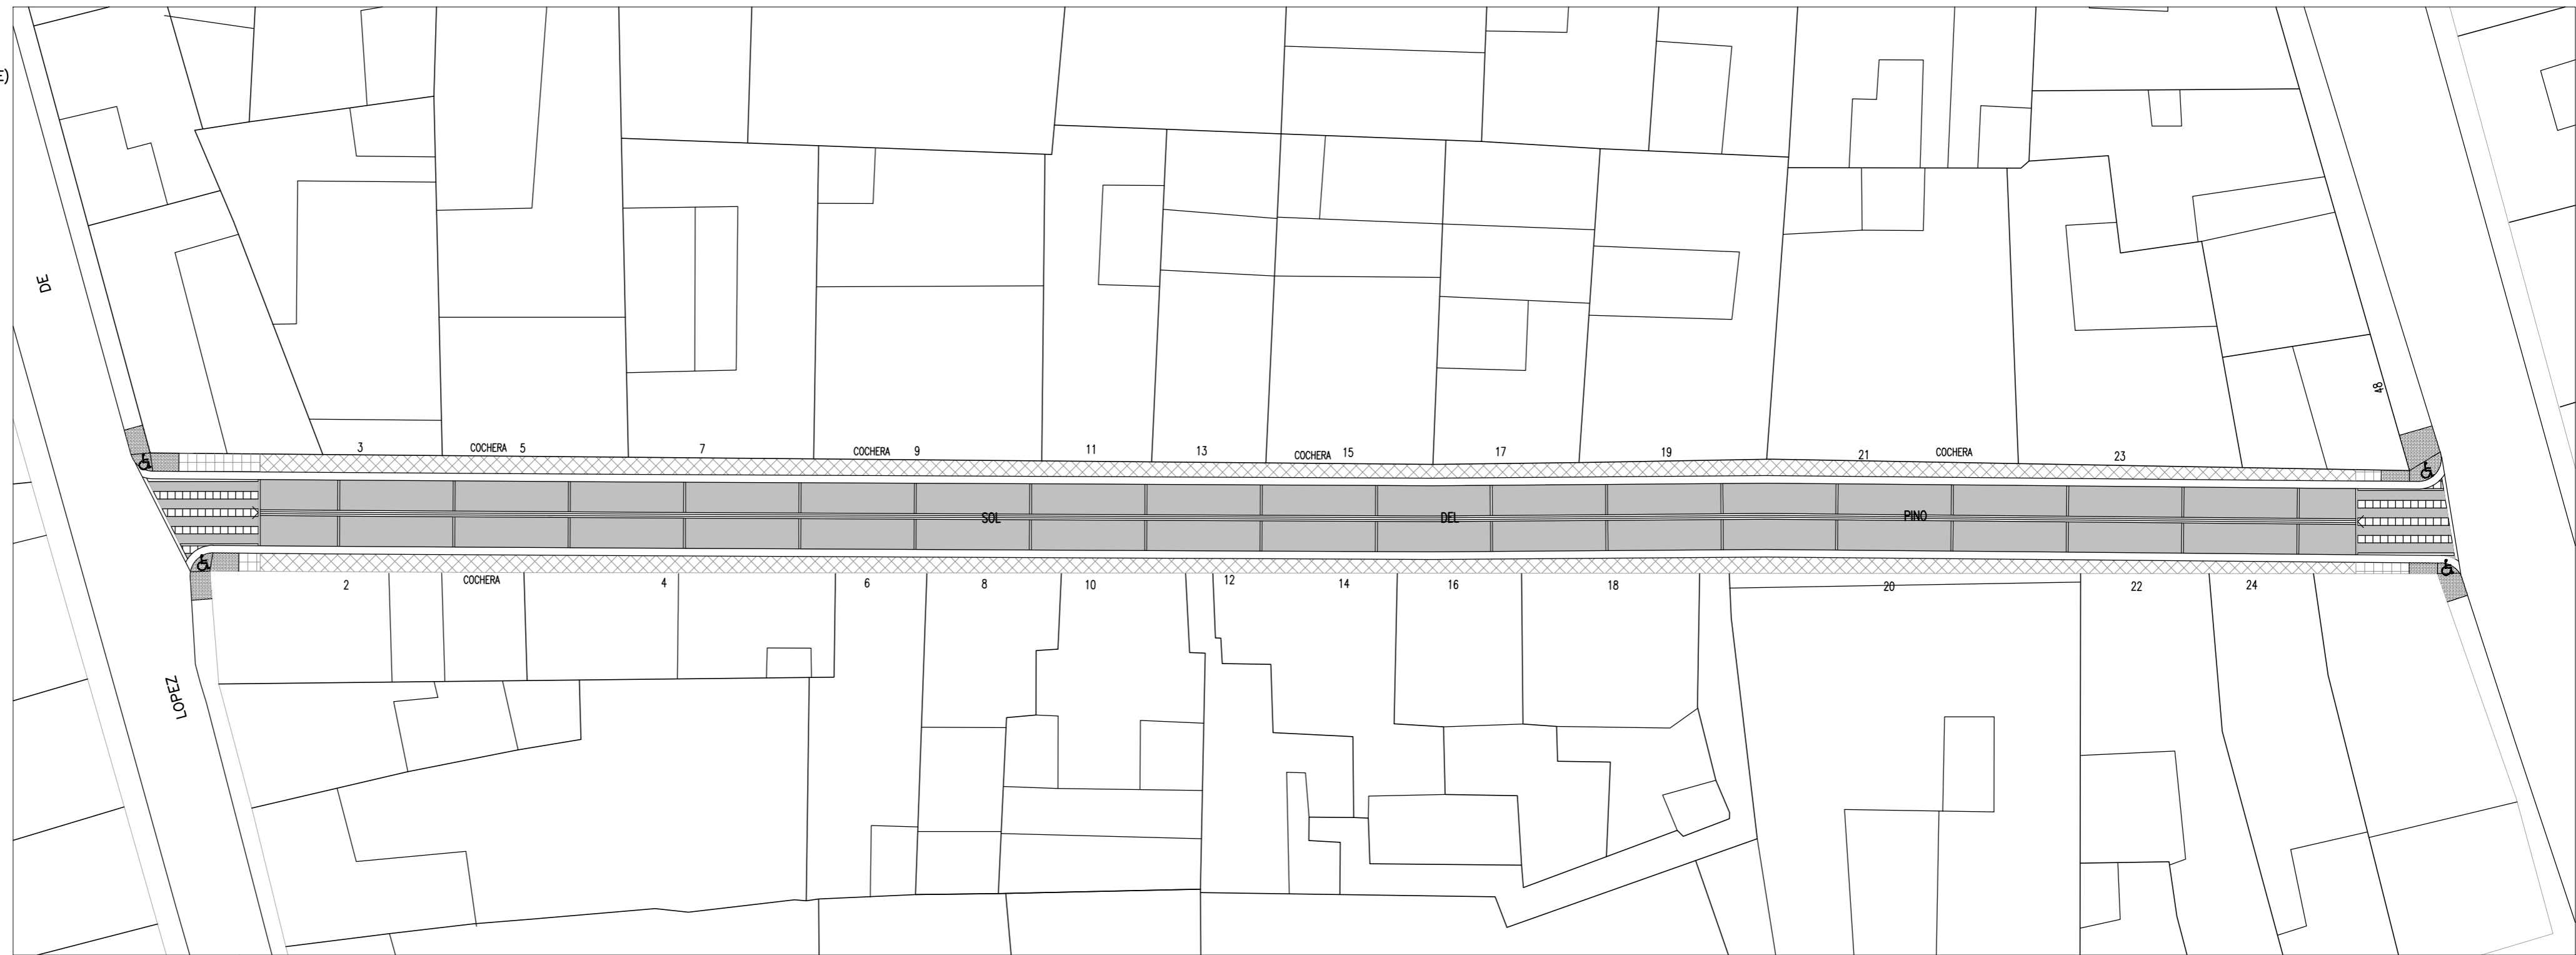 E)
DE
48
3
COCHERA 5
7
COCHERA 9
11
13
COCHERA 15
17
19
21
COCHERA
23
SOL DEL PINO
2
COCHERA
4
6
8
10
12
14
16
18
20
22
24
LOPEZ